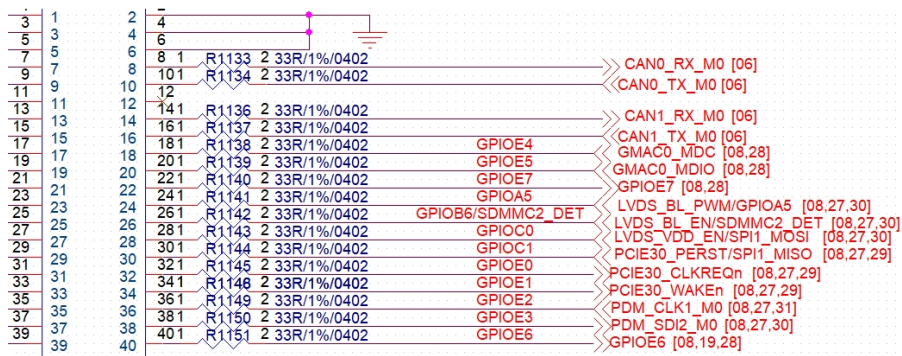 1 2
3 4
3 4
5 6
5 6
7 8 1 R1133 2 33R/1%/0402
7 8 CAN0_RX_M0 [06]
9 10 1 R1134 2 33R/1%/0402
9 10 CAN0_TX_M0 [06]
11 12
11 12
13 14 1 R1136 2 33R/1%/0402
13 14 CAN1_RX_M0 [06]
15 16 1 R1137 2 33R/1%/0402
15 16 CAN1_TX_M0 [06]
17 18 1 R1138 2 33R/1%/0402 GPIOE4
17 18 GMAC0_MDC [08,28]
19 20 1 R1139 2 33R/1%/0402 GPIOE5
19 20 GMAC0_MDIO [08,28]
21 22 1 R1140 2 33R/1%/0402 GPIOE7
21 22 GPIOE7 [08,28]
23 24 1 R1141 2 33R/1%/0402 GPIOA5
23 24 LVDS_BL_PWM/GPIOA5 [08,27,30]
25 26 1 R1142 2 33R/1%/0402 GPIOB6/SDMMC2_DET
25 26 LVDS_BL_EN/SDMMC2_DET [08,27,30]
27 28 1 R1143 2 33R/1%/0402 GPIOC0
27 28 LVDS_VDD_EN/SPI1_MOSI [08,27,30]
29 30 1 R1144 2 33R/1%/0402 GPIOC1
29 30 PCIE30_PERST/SPI1_MISO [08,27,29]
31 32 1 R1145 2 33R/1%/0402 GPIOE0
31 32 PCIE30_CLKREQn [08,27,29]
33 34 1 R1148 2 33R/1%/0402 GPIOE1
33 34 PCIE30_WAKEn [08,27,29]
35 36 1 R1149 2 33R/1%/0402 GPIOE2
35 36 PDM_CLK1_M0 [08,27,31]
37 38 1 R1150 2 33R/1%/0402 GPIOE3
37 38 PDM_SDI2_M0 [08,27,30]
39 40 1 R1151 2 33R/1%/0402 GPIOE6
39 40 GPIOE6 [08,19,28]